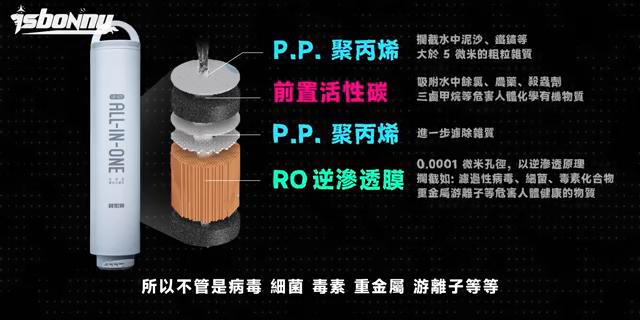 isbonny
P.P. 聚丙烯
攔截水中泥沙、鐵鏽等
大於 5 微米的粗粒雜質
前置活性碳
吸附水中餘氯、農藥、殺蟲劑
三鹵甲烷等危害人體化學有機物質
P.P. 聚丙烯
進一步濾除雜質
RO 逆滲透膜
0.0001 微米孔徑，以逆滲透原理
攔截如: 濾過性病毒、細菌、毒素化合物
重金屬游離子等危害人體健康的物質
ALL-IN-ONE
所以不管是病毒 細菌 毒素 重金屬 游離子等等